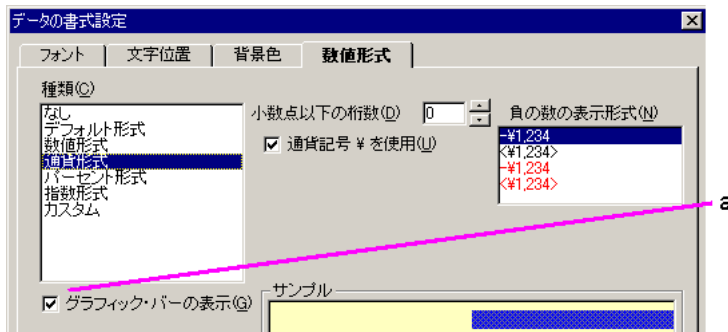 データの書式設定
フォント 文字位置 背景色 数値形式
種類(C)
なし
デフォルト形式
数値形式
通貨形式
パーセント形式
指数形式
カスタム
小数点以下の桁数(D) 0
通貨記号 ¥ を使用(U)
負の数の表示形式(N)
-¥1,234
<¥1,234>
-¥1,234
<¥1,234>
a
グラフィック・バーの表示(G)
サンプル